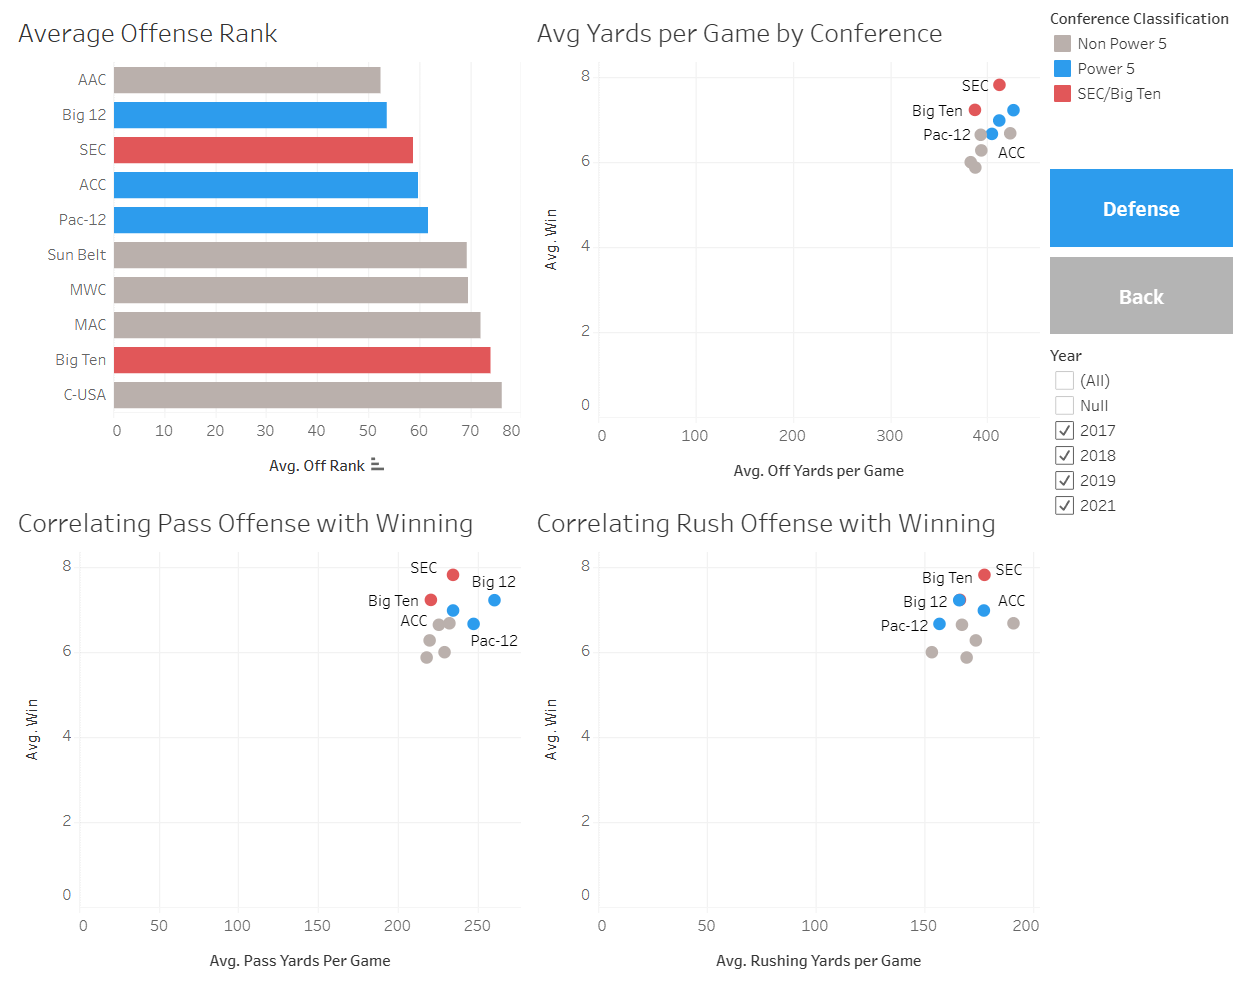 Average Offense Rank
AAC
Big 12
SEC
ACC
Pac-12
Sun Belt
MWC
MAC
Big Ten
C-USA
0 10 20 30 40 50 60 70 80
Avg. Off Rank
Avg Yards per Game by Conference
8
6
4
2
0
Avg. Win
SEC
Big Ten
Pac-12
ACC
0 100 200 300 400
Avg. Off Yards per Game
Conference Classification
Non Power 5
Power 5
SEC/Big Ten
Defense
Back
Year
(All)
Null
2017
2018
2019
2021
Correlating Pass Offense with Winning
8
6
4
2
0
Avg. Win
SEC
Big 12
Big Ten
ACC
Pac-12
0 50 100 150 200 250
Avg. Pass Yards Per Game
Correlating Rush Offense with Winning
8
6
4
2
0
Avg. Win
SEC
Big Ten
Big 12
ACC
Pac-12
0 50 100 150 200
Avg. Rushing Yards per Game